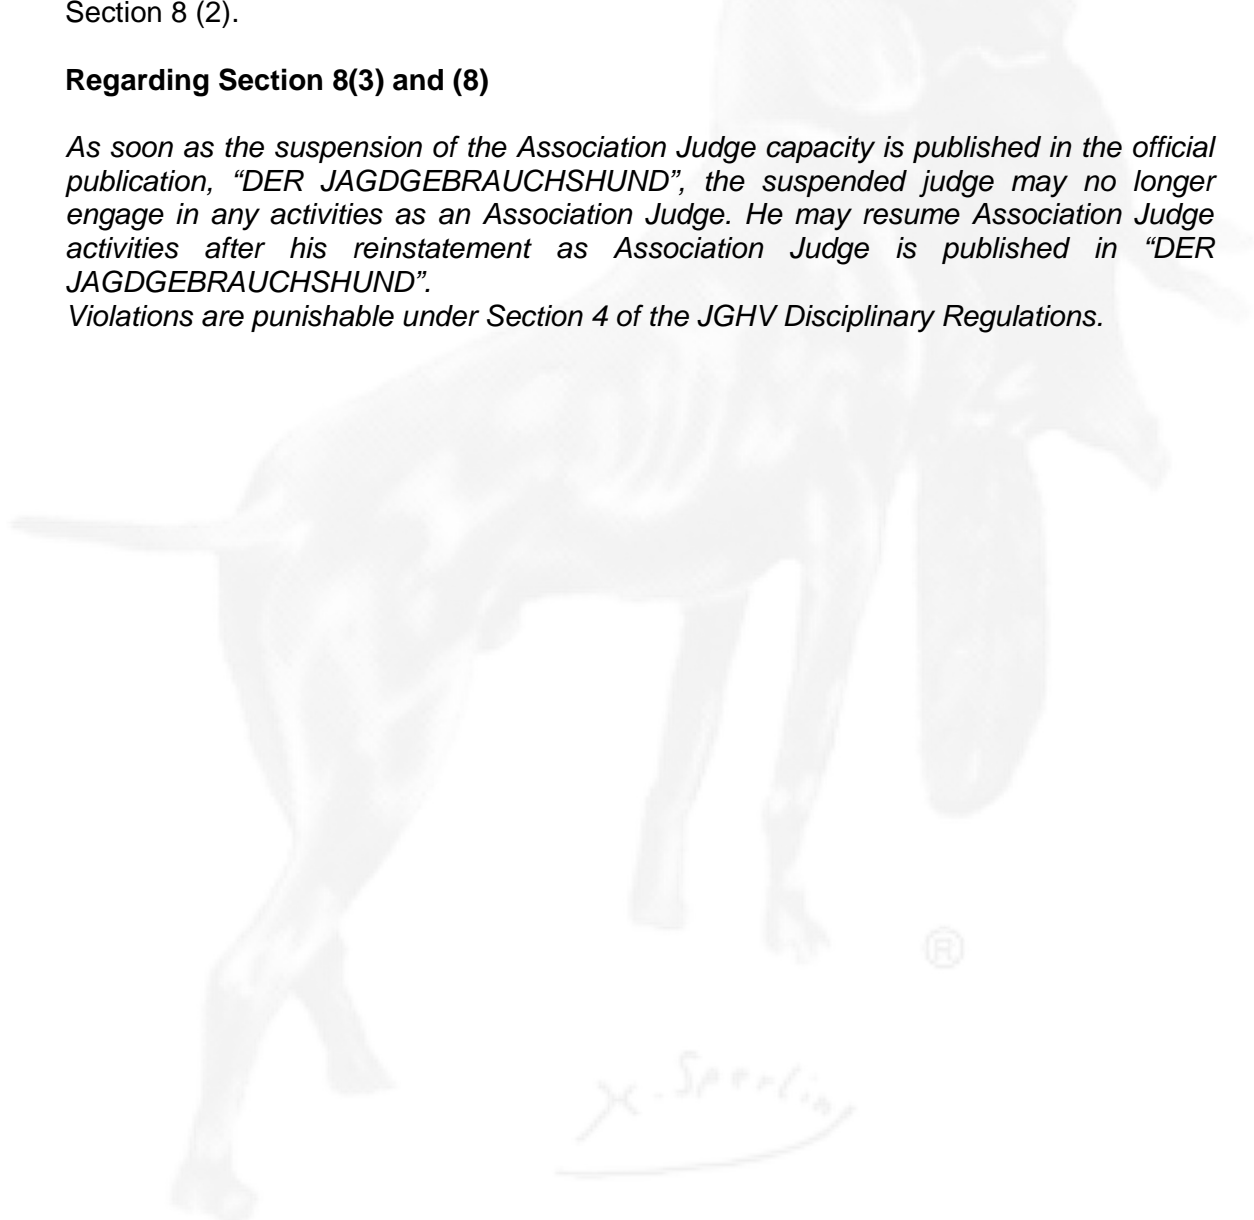 Section 8 (2).
Regarding Section 8(3) and (8)
As soon as the suspension of the Association Judge capacity is published in the official
publication, “DER JAGDGEBRAUCHSHUND”, the suspended judge may no longer
engage in any activities as an Association Judge. He may resume Association Judge
activities after his reinstatement as Association Judge is published in “DER
JAGDGEBRAUCHSHUND”.
Violations are punishable under Section 4 of the JGHV Disciplinary Regulations.
®